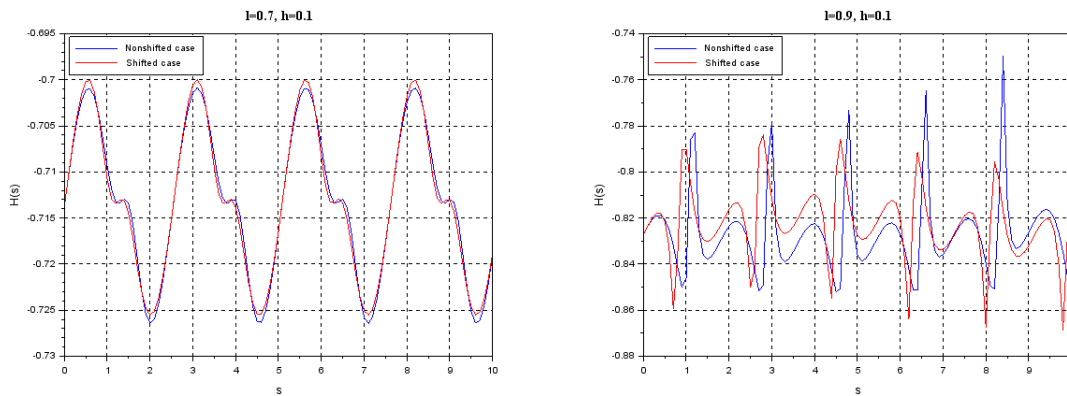 l=0.7, h=0.1
H(s)
-0.695
-0.7
-0.705
-0.71
-0.715
-0.72
-0.725
-0.73
Nonshifted case
Shifted case
0 1 2 3 4 5 6 7 8 9 10
s
l=0.9, h=0.1
H(s)
-0.74
-0.76
-0.78
-0.8
-0.82
-0.84
-0.86
-0.88
Nonshifted case
Shifted case
0 1 2 3 4 5 6 7 8 9
s